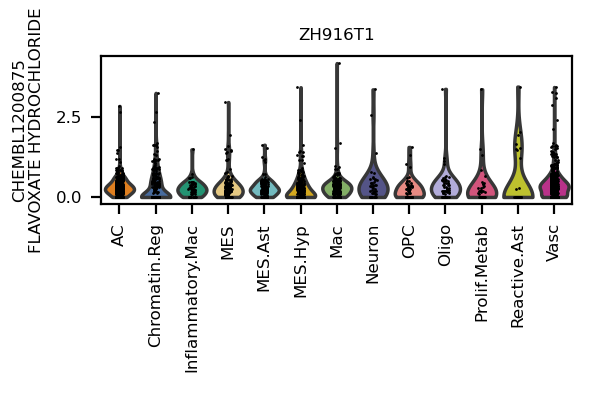 ZH916T1
CHEMBL1200875
FLAVOXATE HYDROCHLORIDE
2.5
0.0
AC
Chromatin.Reg
Inflammatory.Mac
MES
MES.Ast
MES.Hyp
Mac
Neuron
OPC
Oligo
Prolif.Metab
Reactive.Ast
Vasc